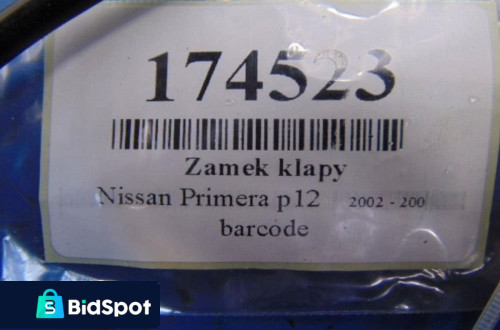 174523
Zamek klapy
Nissan Primera p12 2002 - 200
barcode
BidSpot